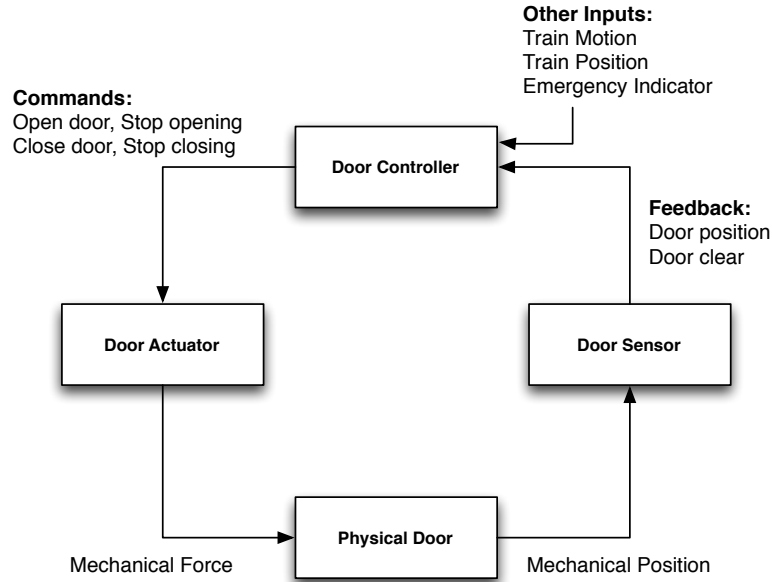 Other Inputs:
Train Motion
Train Position
Emergency Indicator
Commands:
Open door, Stop opening
Close door, Stop closing
Door Controller
Feedback:
Door position
Door clear
Door Actuator
Door Sensor
Physical Door
Mechanical Force
Mechanical Position